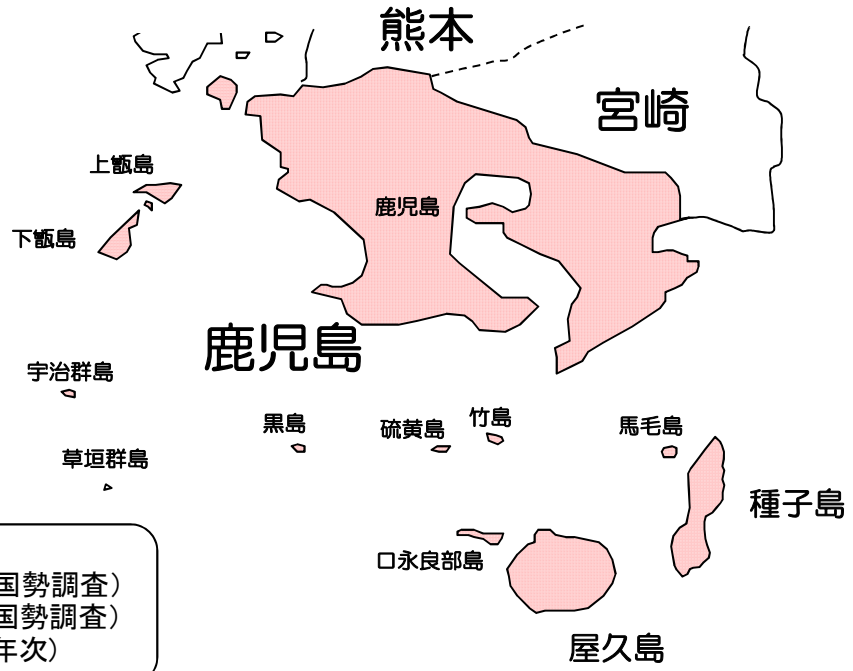 熊本
宮崎
上甑島
鹿児島
下甑島
鹿児島
宇治群島
黒島
硫黄島
竹島
馬毛島
草垣群島
種子島
口永良部島
国勢調査）
国勢調査）
年次）
屋久島